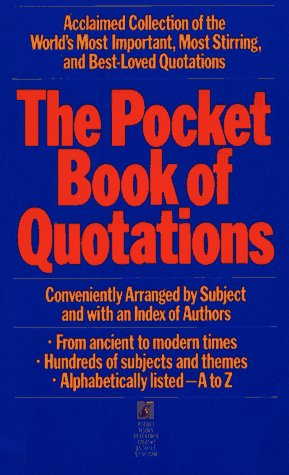 Acclaimed Collection of the
World's Most Important, Most Stirring,
and Best-Loved Quotations
The Pocket
Book of
Quotations
Conveniently Arranged by Subject
and with an Index of Authors
• From ancient to modern times
• Hundreds of subjects and themes
• Alphabetically listed—A to Z
POCKET
BOOKS